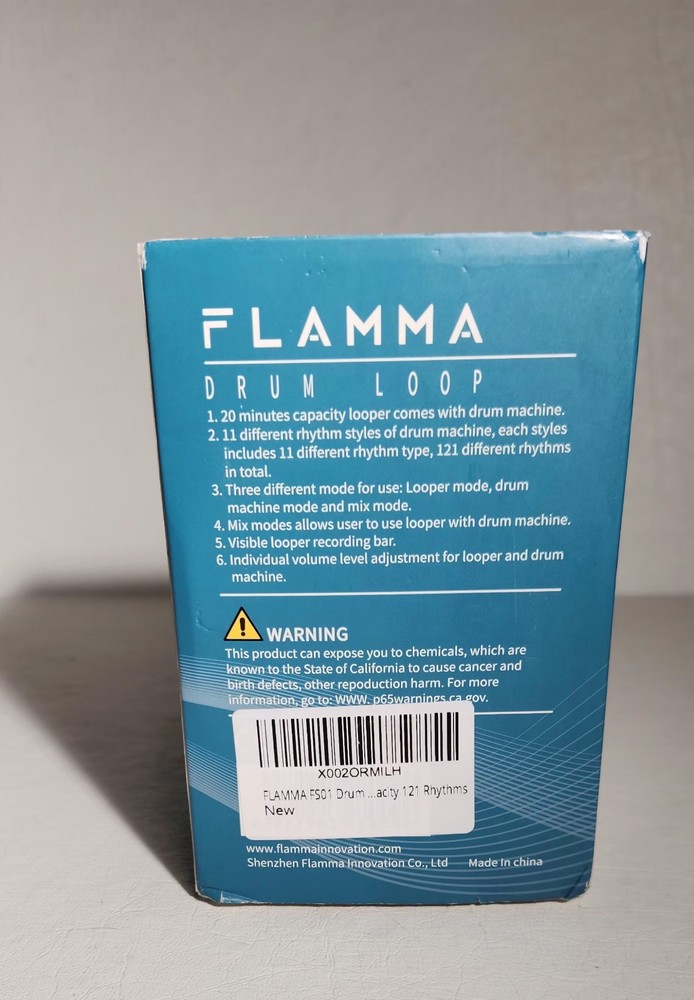 FLAMMA
DRUM LOOP
1. 20 minutes capacity looper comes with drum machine.
2. 11 different rhythm styles of drum machine, each styles
includes 11 different rhythm type, 121 different rhythms
in total.
3. Three different mode for use: Looper mode, drum
machine mode and mix mode.
4. Mix modes allows user to use looper with drum machine.
5. Visible looper recording bar.
6. Individual volume level adjustment for looper and drum
machine.
WARNING
This product can expose you to chemicals, which are
known to the State of California to cause cancer and
birth defects, other repoduction harm. For more
information, go to: WWW. p65warnings.ca.gov.
X002ORMILH
FLAMMA FS01 Drum ...acity 121 Rhythms
New
www.flammainnovation.com
Shenzhen Flamma Innovation Co., Ltd Made In china